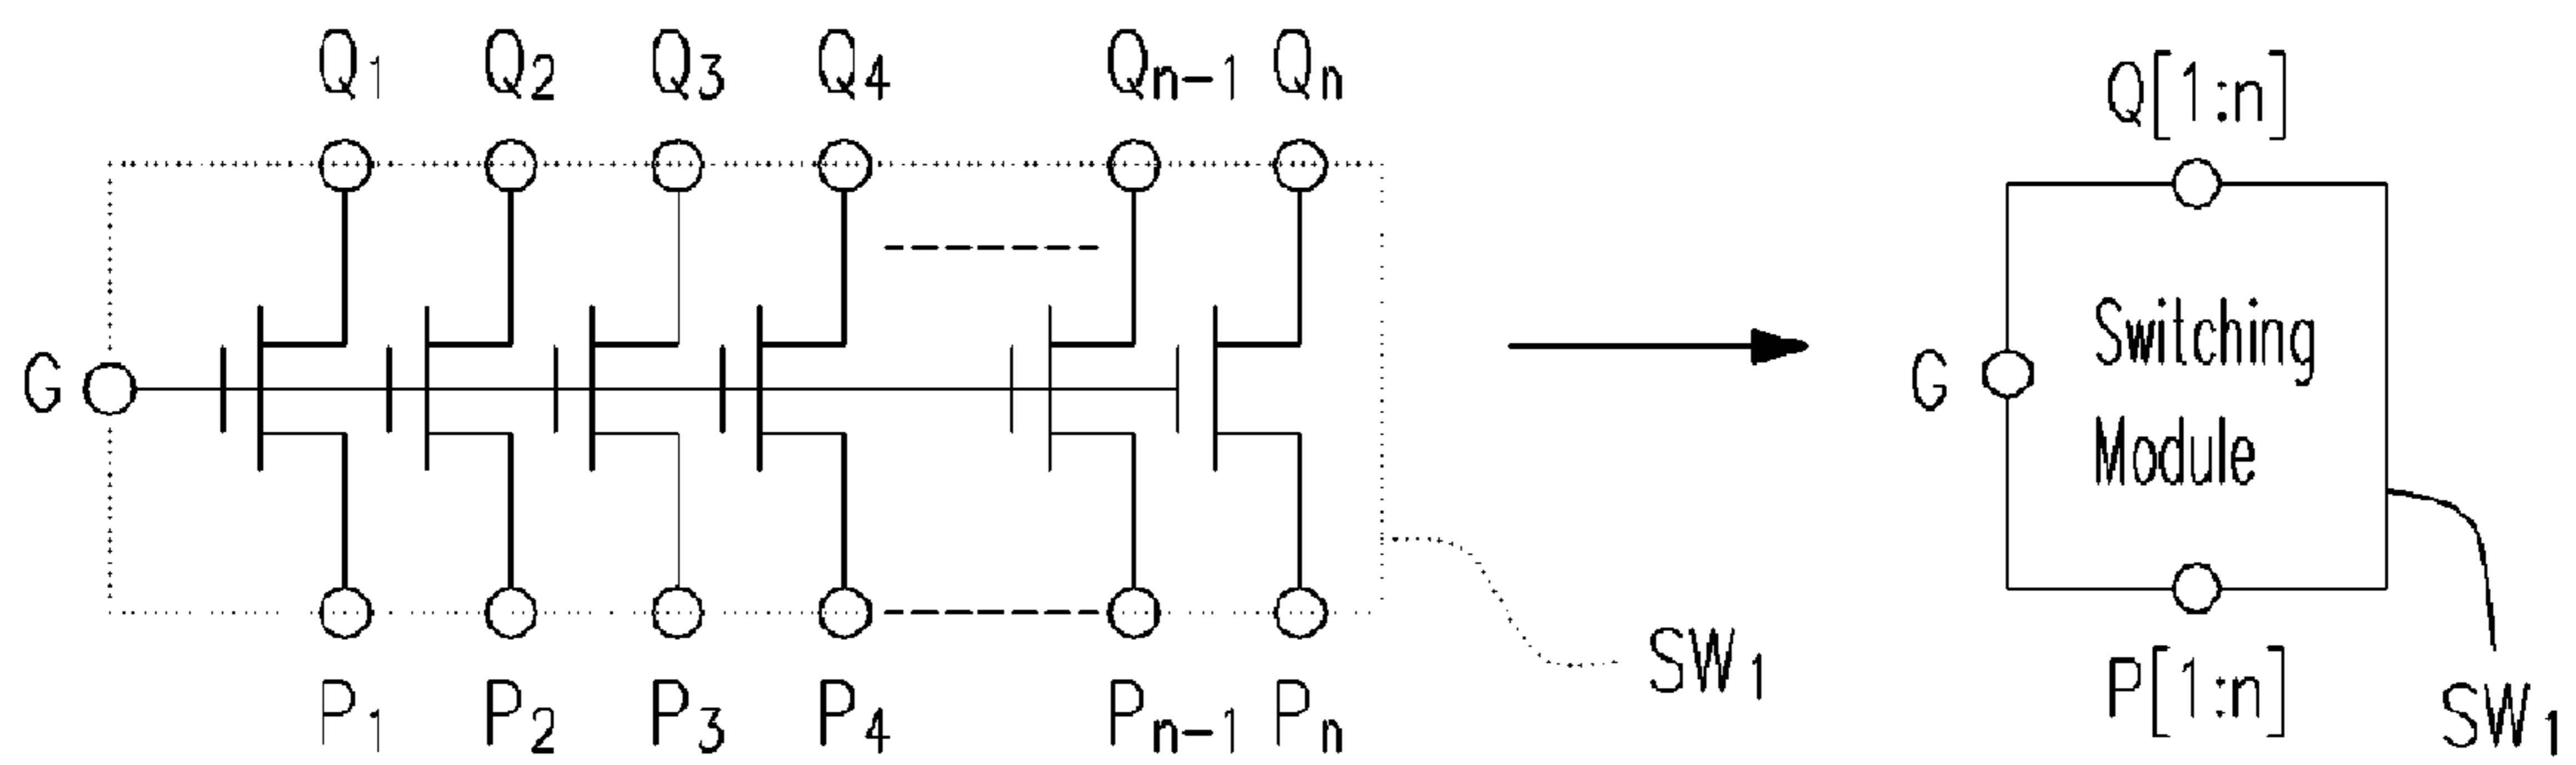 Q1 Q2 Q3 Q4 Qn-1 Qn
G
P1 P2 P3 P4 Pn-1 Pn
SW1
Q[1:n]
G
Switching
Module
P[1:n]
SW1